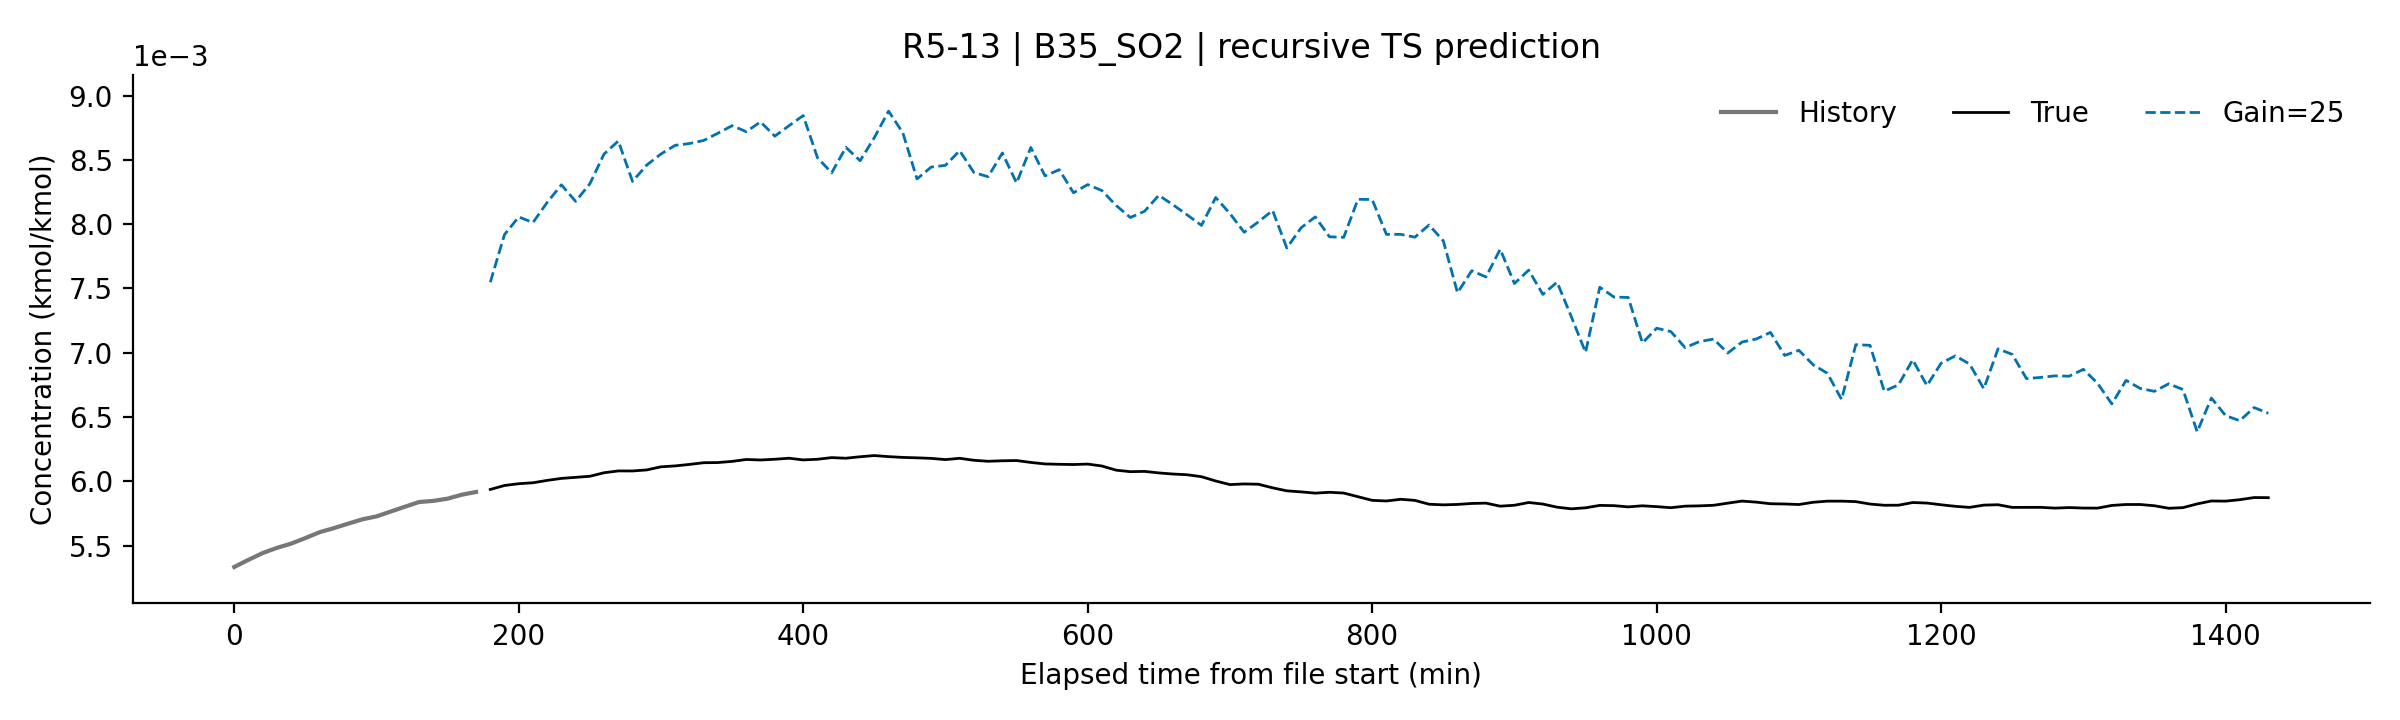 R5-13 | B35_SO2 | recursive TS prediction
1e−3
History True Gain=25
Concentration (kmol/kmol)
9.0
8.5
8.0
7.5
7.0
6.5
6.0
5.5
0 200 400 600 800 1000 1200 1400
Elapsed time from file start (min)